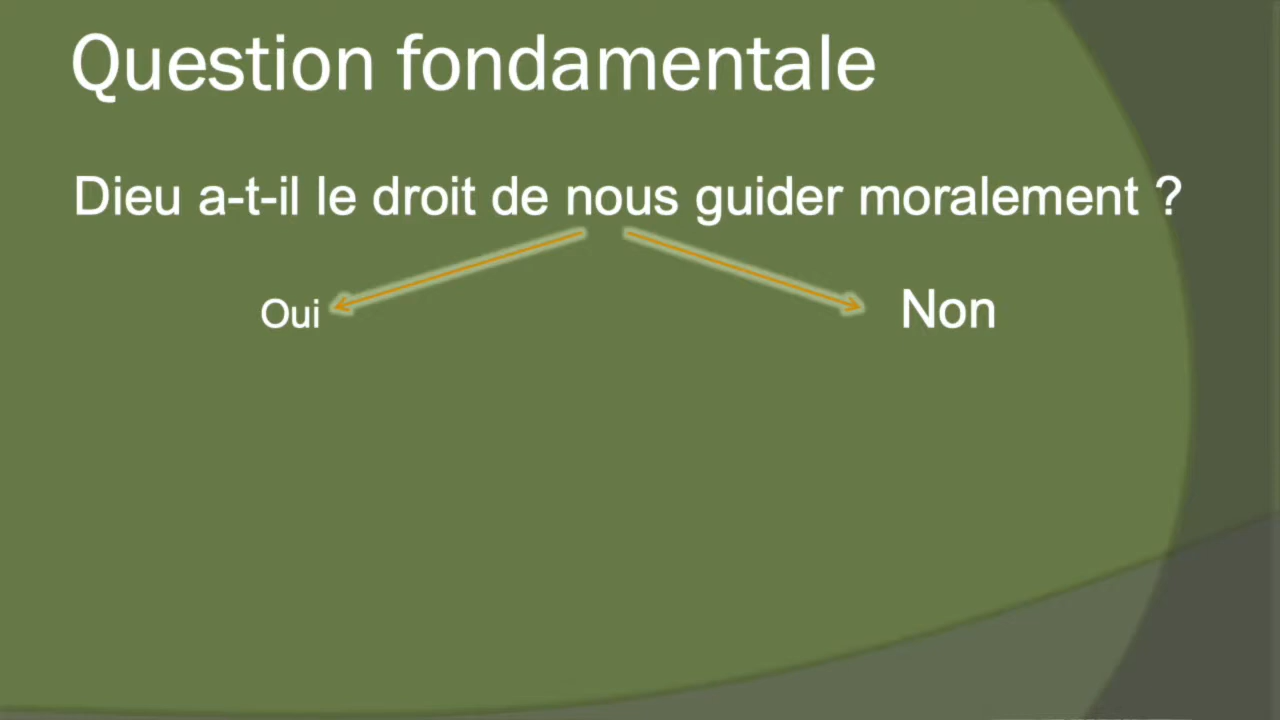 Question fondamentale
Dieu a-t-il le droit de nous guider moralement ?
Oui
Non